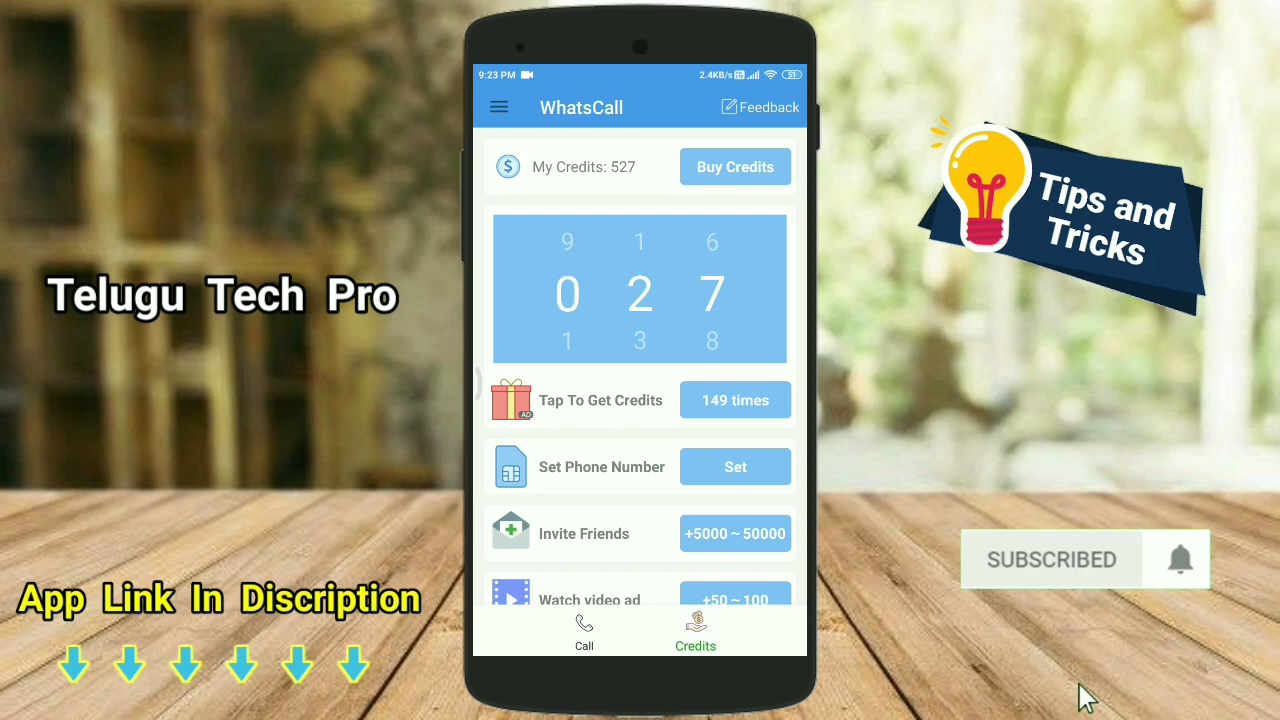 9:23 PM
2.4KB/s
51
WhatsCall
Feedback
My Credits: 527
Buy Credits
9 1 6
0 2 7
1 3 8
AD
Tap To Get Credits
149 times
Set Phone Number
Set
Invite Friends
+5000 ~ 50000
Watch video ad
+50 ~ 100
Call
Credits
Telugu Tech Pro
App Link In Discription
Tips and
Tricks
SUBSCRIBED